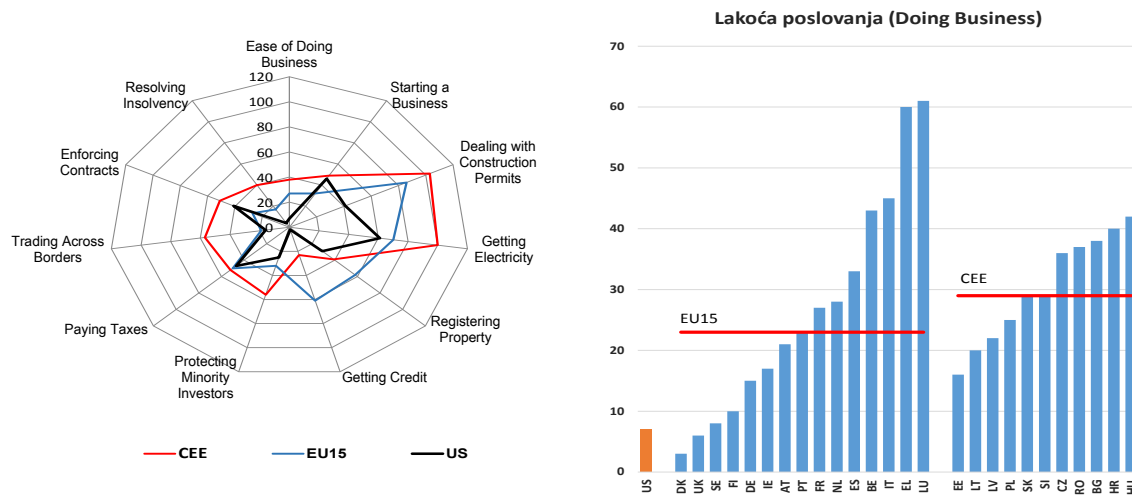 Ease of Doing
Business
Starting a
Business
Dealing with
Construction
Permits
Getting
Electricity
Registering
Property
Getting Credit
Protecting
Minority
Investors
Paying Taxes
Trading Across
Borders
Enforcing
Contracts
Resolving
Insolvency
120
100
80
60
40
20
0
CEE
EU15
US
Lakoća poslovanja (Doing Business)
70
60
50
40
30
20
10
0
EU15
CEE
US
DK
UK
SE
FI
DE
IE
AT
PT
FR
NL
ES
BE
IT
EL
LU
EE
LT
LV
PL
SK
SI
CZ
RO
BG
HR
HU